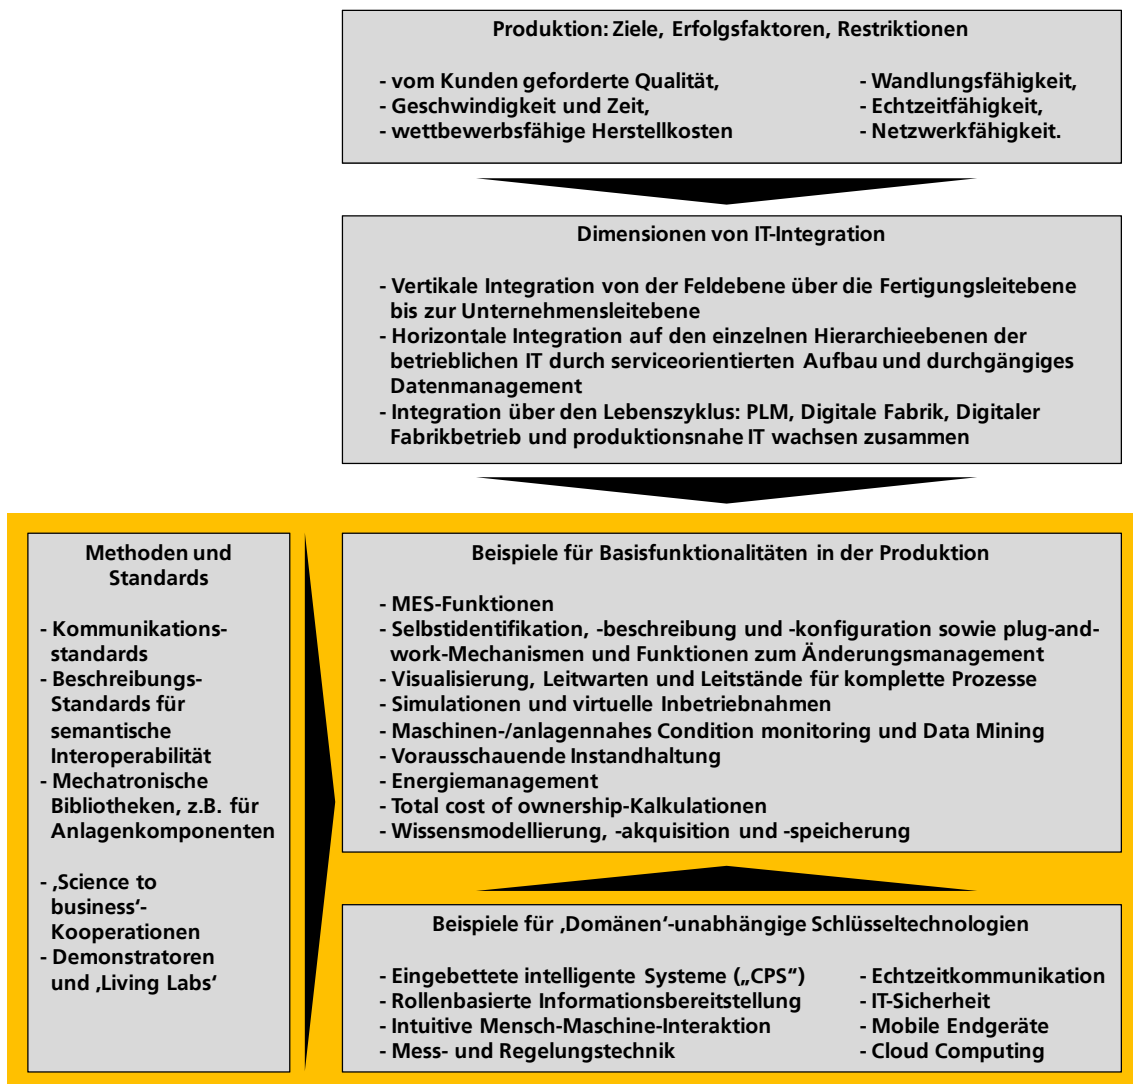 Produktion: Ziele, Erfolgsfaktoren, Restriktionen
- vom Kunden geforderte Qualität,
- Geschwindigkeit und Zeit,
- wettbewerbsfähige Herstellkosten
- Wandlungsfähigkeit,
- Echtzeitfähigkeit,
- Netzwerkfähigkeit.
Dimensionen von IT-Integration
- Vertikale Integration von der Feldebene über die Fertigungsleitebene
bis zur Unternehmensleitebene
- Horizontale Integration auf den einzelnen Hierarchieebenen der
betrieblichen IT durch serviceorientierten Aufbau und durchgängiges
Datenmanagement
- Integration über den Lebenszyklus: PLM, Digitale Fabrik, Digitaler
Fabrikbetrieb und produktionsnahe IT wachsen zusammen
Methoden und
Standards
- Kommunikations-
standards
- Beschreibungs-
Standards für
semantische
Interoperabilität
- Mechatronische
Bibliotheken, z.B. für
Anlagenkomponenten
- ‚Science to
business‘-
Kooperationen
- Demonstratoren
und ‚Living Labs‘
Beispiele für Basisfunktionalitäten in der Produktion
- MES-Funktionen
- Selbstidentifikation, -beschreibung und -konfiguration sowie plug-and-
work-Mechanismen und Funktionen zum Änderungsmanagement
- Visualisierung, Leitwarten und Leitstände für komplette Prozesse
- Simulationen und virtuelle Inbetriebnahmen
- Maschinen-/anlagennahes Condition monitoring und Data Mining
- Vorausschauende Instandhaltung
- Energiemanagement
- Total cost of ownership-Kalkulationen
- Wissensmodellierung, -akquisition und -speicherung
Beispiele für ‚Domänen‘-unabhängige Schlüsseltechnologien
- Eingebettete intelligente Systeme („CPS“)
- Rollenbasierte Informationsbereitstellung
- Intuitive Mensch-Maschine-Interaktion
- Mess- und Regelungstechnik
- Echtzeitkommunikation
- IT-Sicherheit
- Mobile Endgeräte
- Cloud Computing